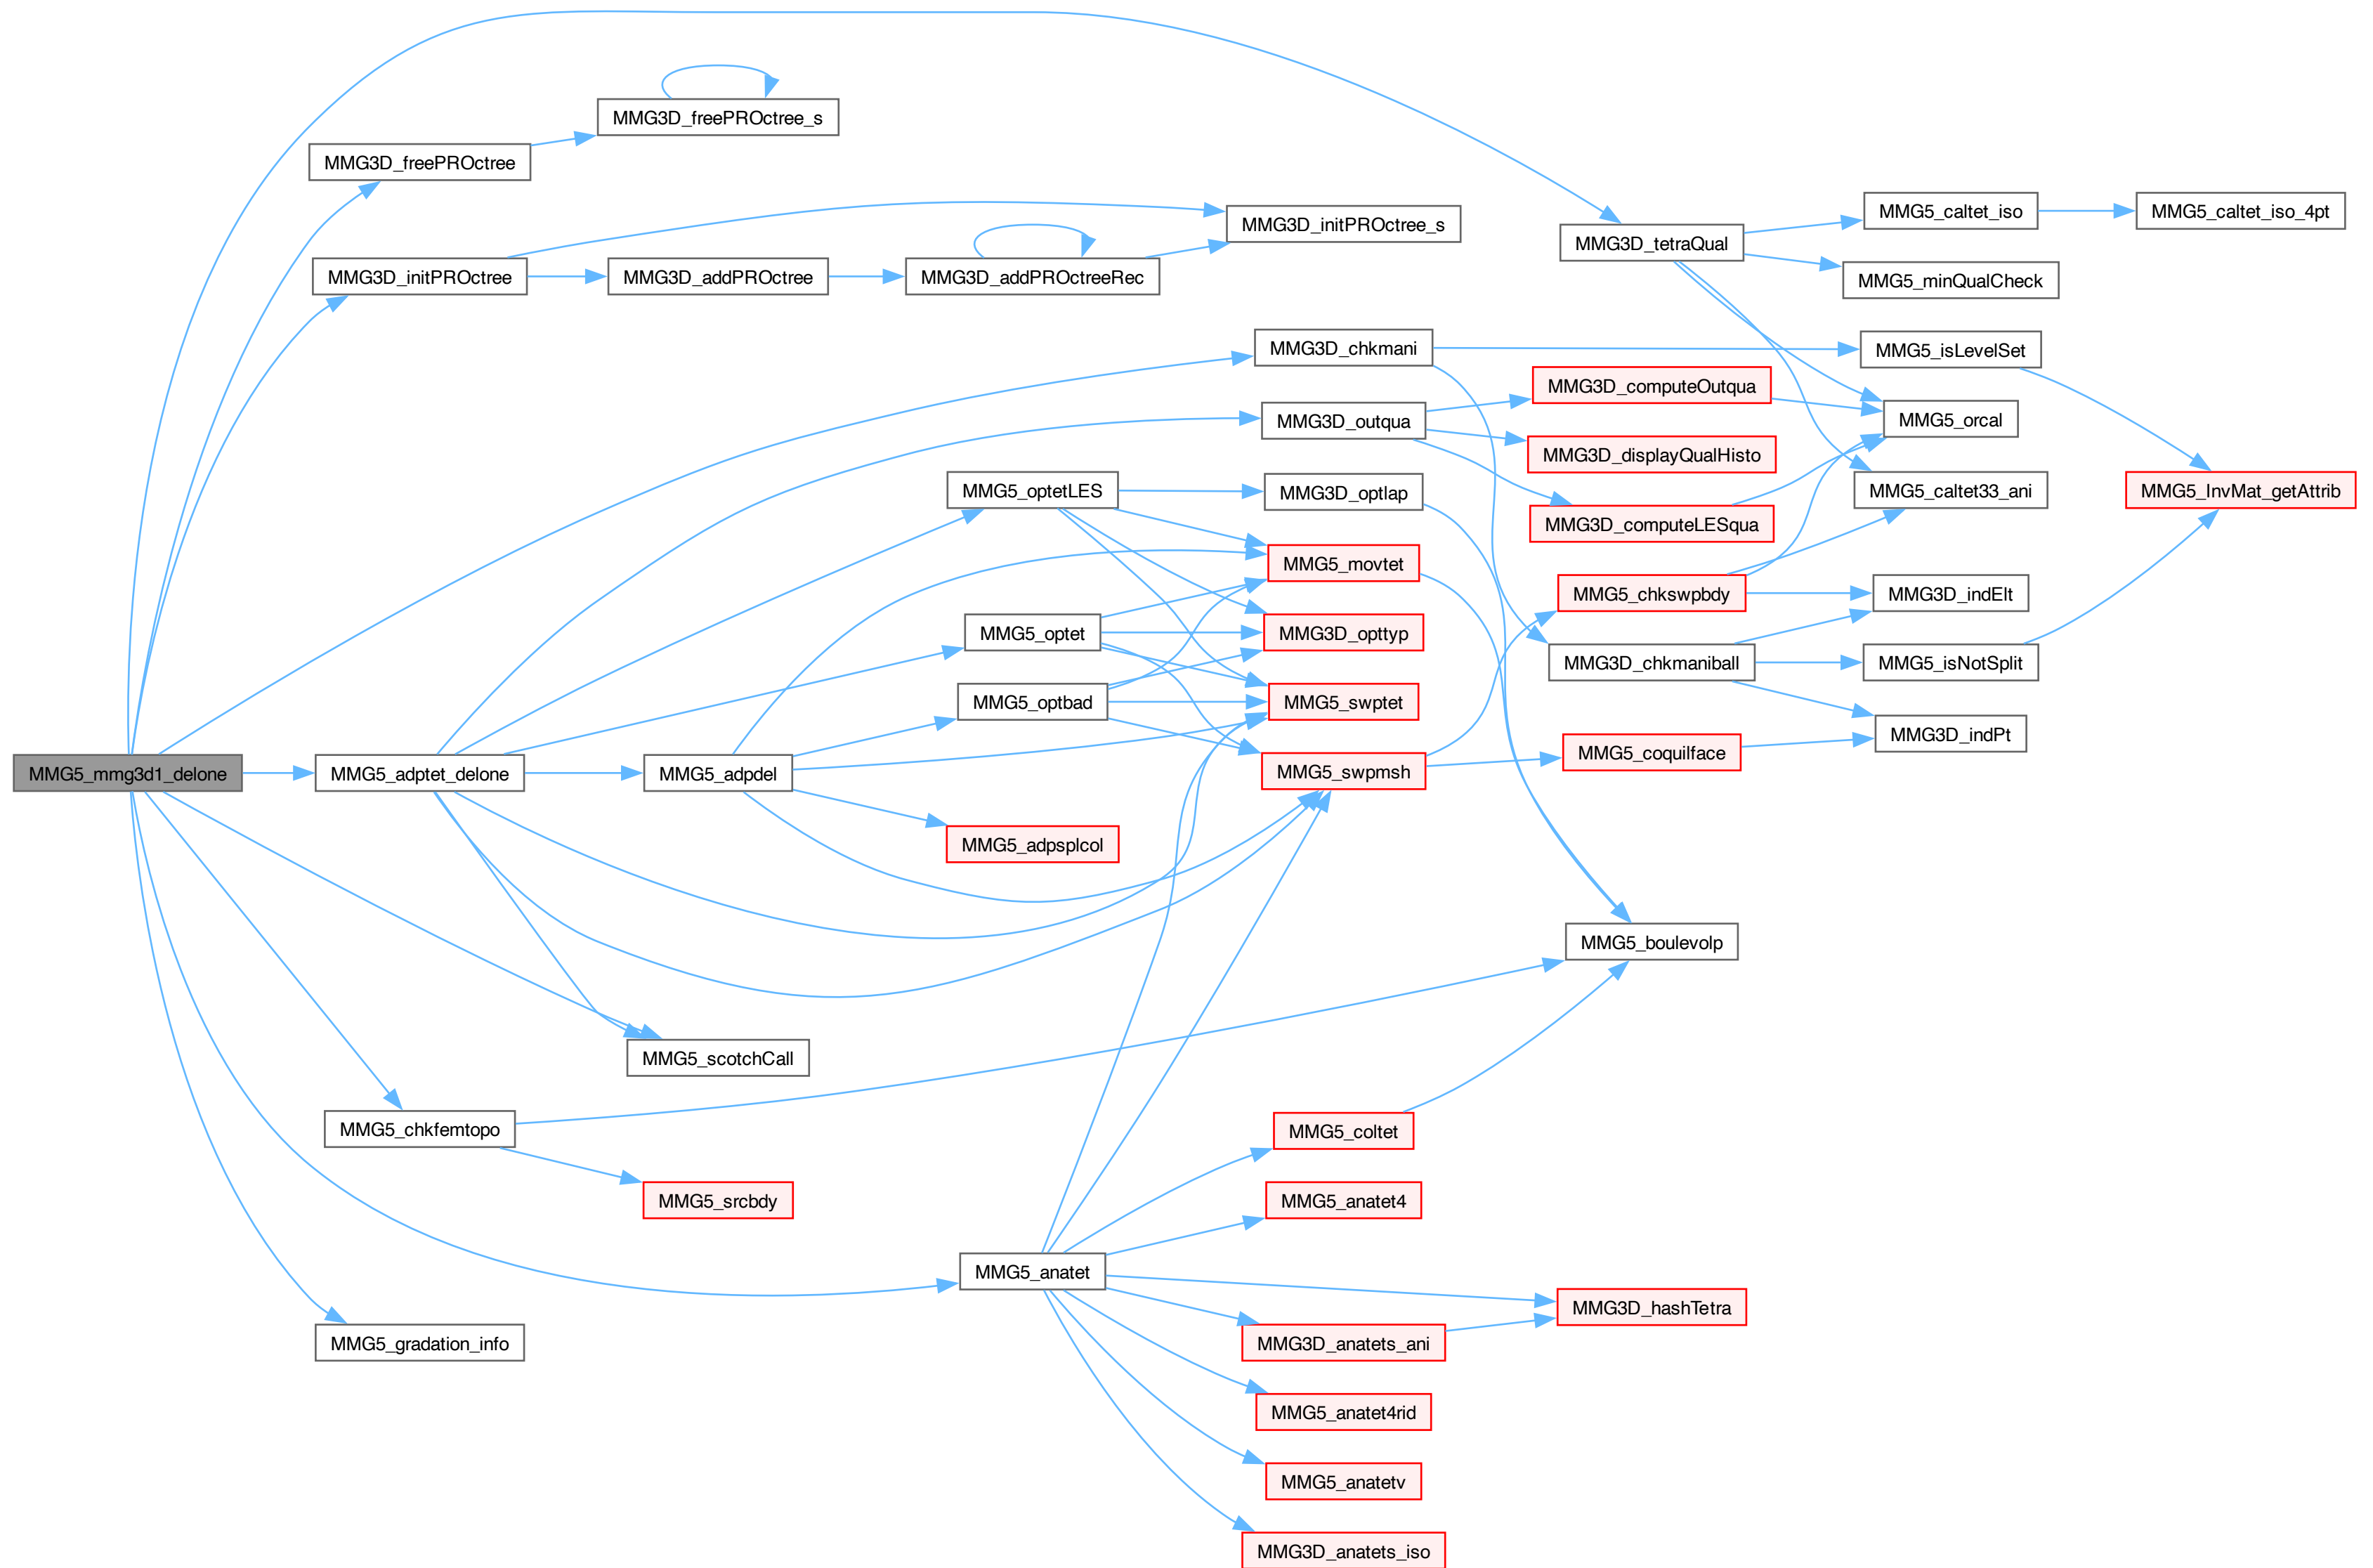 MMG5_mmg3d1_delone
MMG3D_freePROctree
MMG3D_freePROctree_s
MMG3D_initPROctree
MMG3D_addPROctree
MMG3D_addPROctreeRec
MMG3D_initPROctree_s
MMG3D_tetraQual
MMG5_caltet_iso
MMG5_caltet_iso_4pt
MMG5_minQualCheck
MMG3D_chkmani
MMG5_isLevelSet
MMG3D_outqua
MMG3D_computeOutqua
MMG5_orcal
MMG3D_displayQualHisto
MMG5_optetLES
MMG3D_optlap
MMG5_caltet33_ani
MMG5_InvMat_getAttrib
MMG3D_computeLESqua
MMG5_movtet
MMG5_chkswpbdy
MMG3D_indElt
MMG5_optet
MMG3D_opttyp
MMG3D_chkmaniball
MMG5_isNotSplit
MMG5_optbad
MMG5_swptet
MMG3D_indPt
MMG5_adptet_delone
MMG5_adpdel
MMG5_swpmsh
MMG5_coquilface
MMG5_adpsplcol
MMG5_boulevolp
MMG5_scotchCall
MMG5_chkfemtopo
MMG5_coltet
MMG5_srcbdy
MMG5_anatet4
MMG5_anatet
MMG3D_hashTetra
MMG5_gradation_info
MMG3D_anatets_ani
MMG5_anatet4rid
MMG5_anatetv
MMG3D_anatets_iso